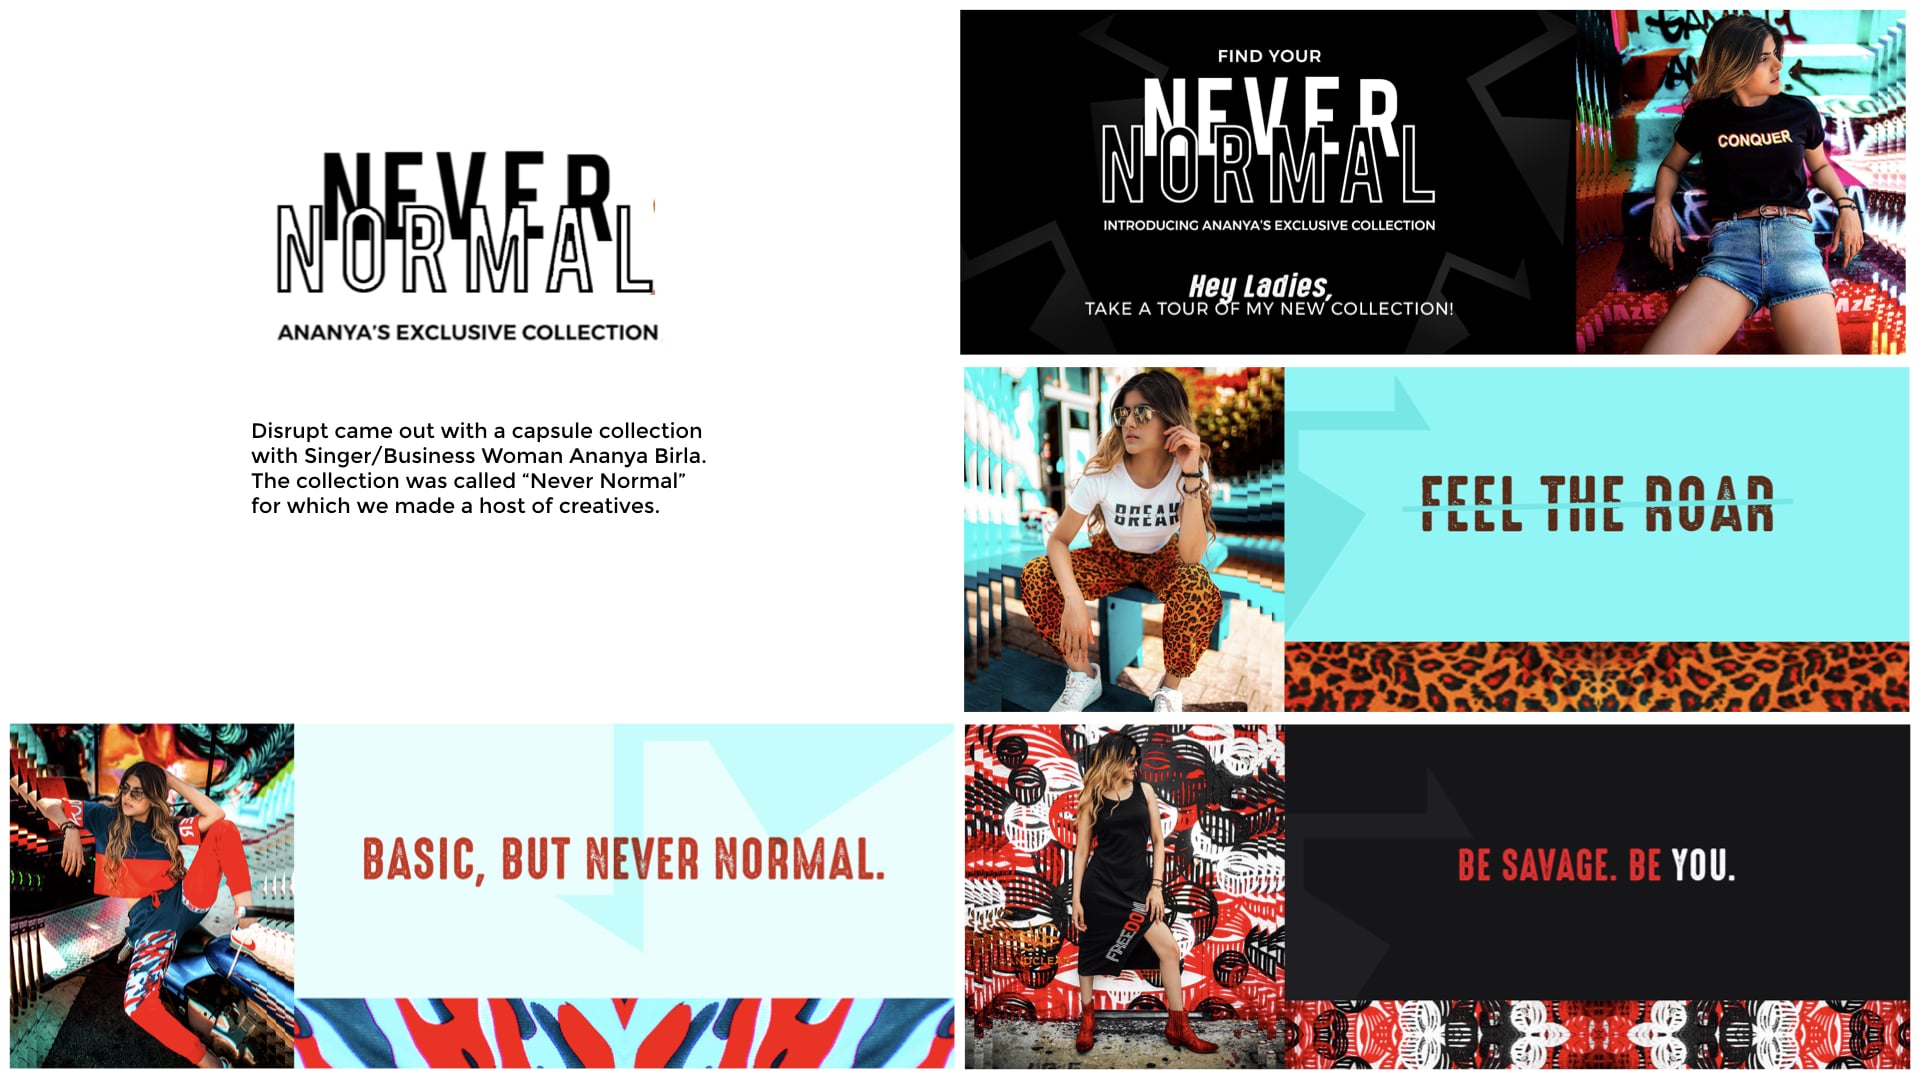 NEVER
NORMAL
ANANYA'S EXCLUSIVE COLLECTION
Disrupt came out with a capsule collection
with Singer/Business Woman Ananya Birla.
The collection was called “Never Normal”
for which we made a host of creatives.
FIND YOUR
NEVER
NORMAL
INTRODUCING ANANYA'S EXCLUSIVE COLLECTION
Hey Ladies,
TAKE A TOUR OF MY NEW COLLECTION!
CONQUER
BREAK
FEEL THE ROAR
BASIC, BUT NEVER NORMAL.
FREEDOM
BE SAVAGE. BE YOU.